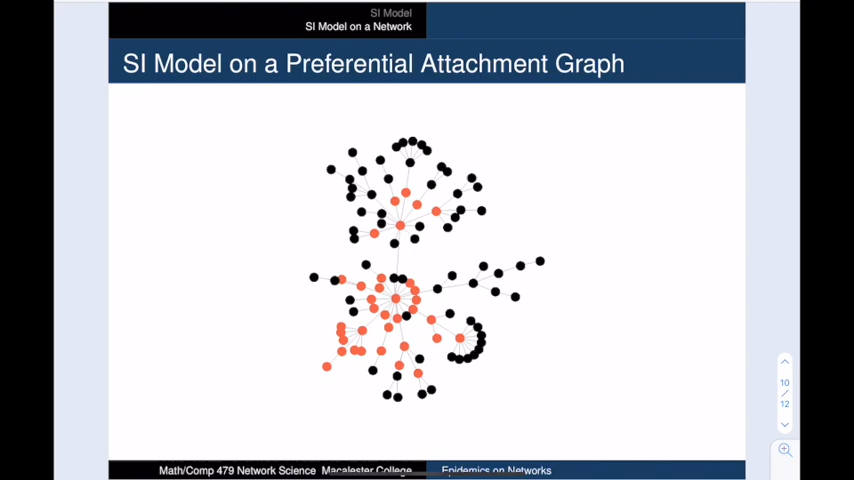 SI Model
SI Model on a Network
SI Model on a Preferential Attachment Graph
10
/
12
Math/Comp 479 Network Science Macalester College
Epidemics on Networks